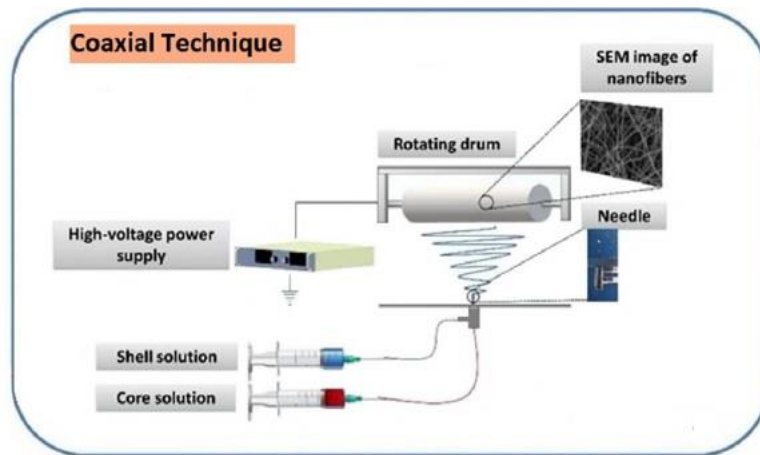 Coaxial Technique
SEM image of
nanofibers
Rotating drum
Needle
High-voltage power
supply
Shell solution
Core solution